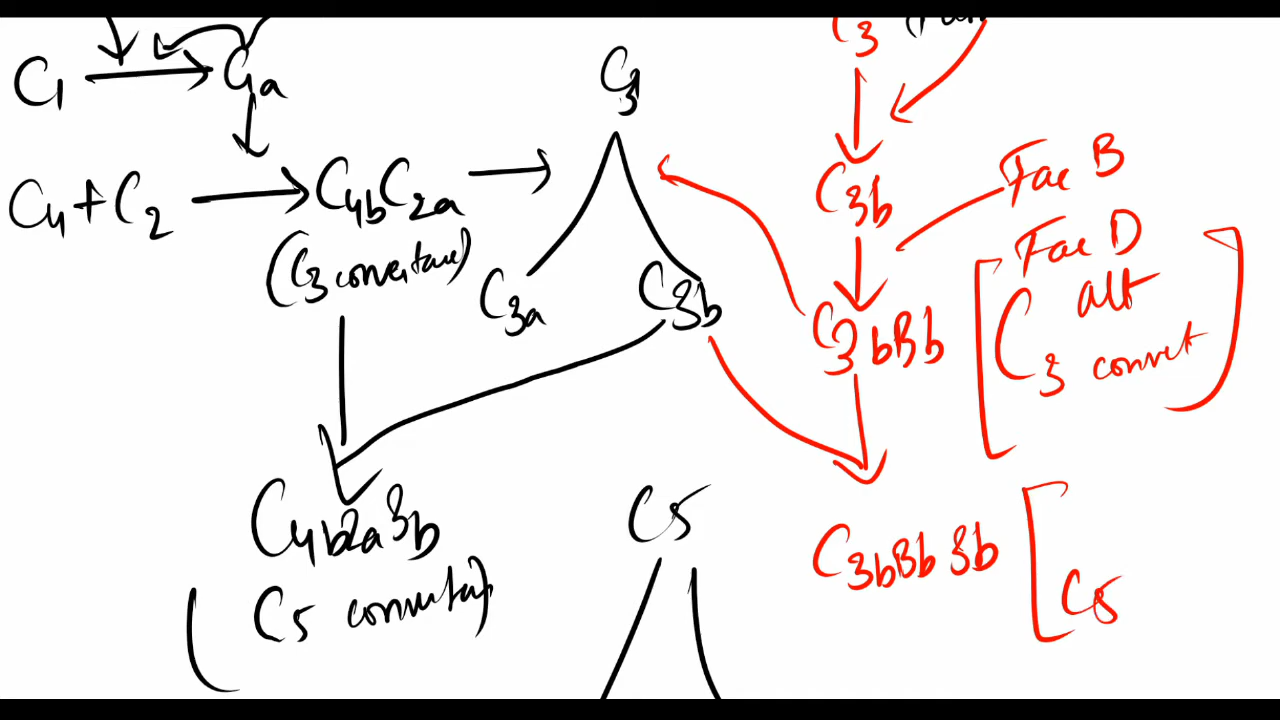 C1 C1a
C4 + C2 C4bC2a
(C3 convertase)
C3
C3a C3b
C4b2a3b
(C5 convertase)
C5
C3
C3b
Fac B
Fac D
C3bBb
[alt
C3 convet]
C3bBb3b
[C5